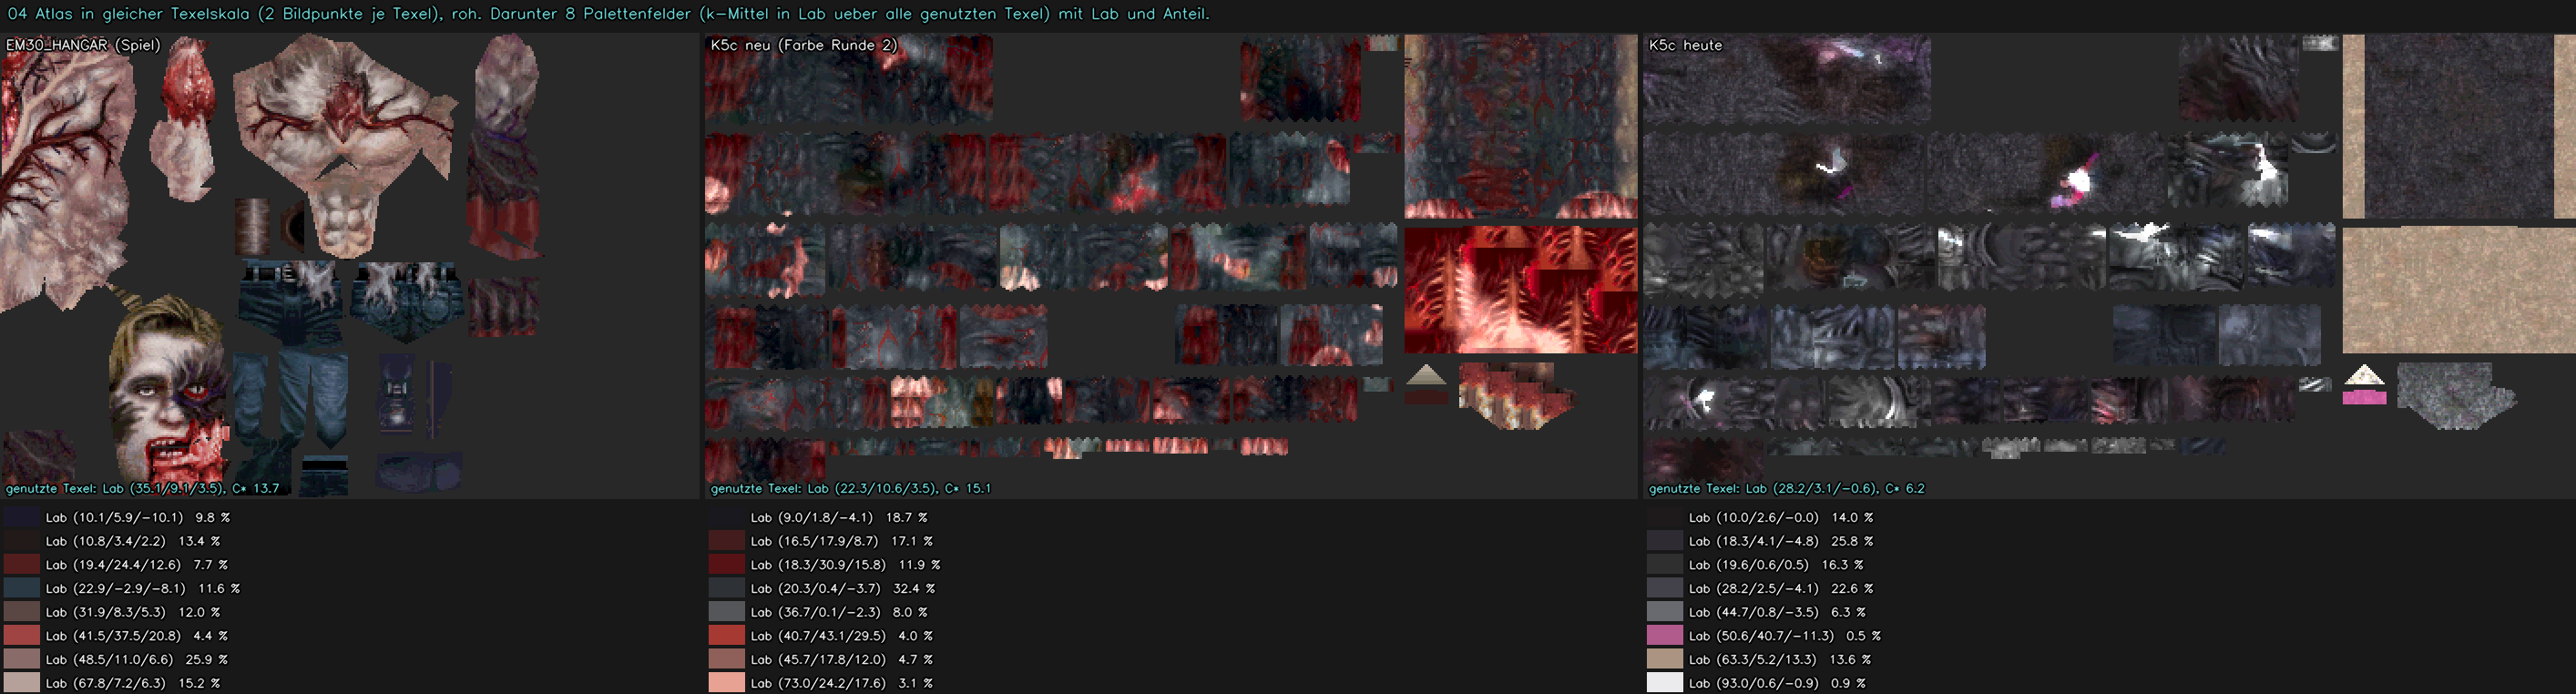 04 Atlas in gleicher Texelskala (2 Bildpunkte je Texel), roh. Darunter 8 Palettenfelder (k-Mittel in Lab ueber alle genutzten Texel) mit Lab und Anteil.
EM30_HANGAR (Spiel)
genutzte Texel: Lab (35.1/9.1/3.5), C* 13.7
Lab (10.1/5.9/-10.1) 9.8 %
Lab (10.8/3.4/2.2) 13.4 %
Lab (19.4/24.4/12.6) 7.7 %
Lab (22.9/-2.9/-8.1) 11.6 %
Lab (31.9/8.3/5.3) 12.0 %
Lab (41.5/37.5/20.8) 4.4 %
Lab (48.5/11.0/6.6) 25.9 %
Lab (67.8/7.2/6.3) 15.2 %
K5c neu (Farbe Runde 2)
genutzte Texel: Lab (22.3/10.6/3.5), C* 15.1
Lab (9.0/1.8/-4.1) 18.7 %
Lab (16.5/17.9/8.7) 17.1 %
Lab (18.3/30.9/15.8) 11.9 %
Lab (20.3/0.4/-3.7) 32.4 %
Lab (36.7/0.1/-2.3) 8.0 %
Lab (40.7/43.1/29.5) 4.0 %
Lab (45.7/17.8/12.0) 4.7 %
Lab (73.0/24.2/17.6) 3.1 %
K5c heute
genutzte Texel: Lab (28.2/3.1/-0.6), C* 6.2
Lab (10.0/2.6/-0.0) 14.0 %
Lab (18.3/4.1/-4.8) 25.8 %
Lab (19.6/0.6/0.5) 16.3 %
Lab (28.2/2.5/-4.1) 22.6 %
Lab (44.7/0.8/-3.5) 6.3 %
Lab (50.6/40.7/-11.3) 0.5 %
Lab (63.3/5.2/13.3) 13.6 %
Lab (93.0/0.6/-0.9) 0.9 %